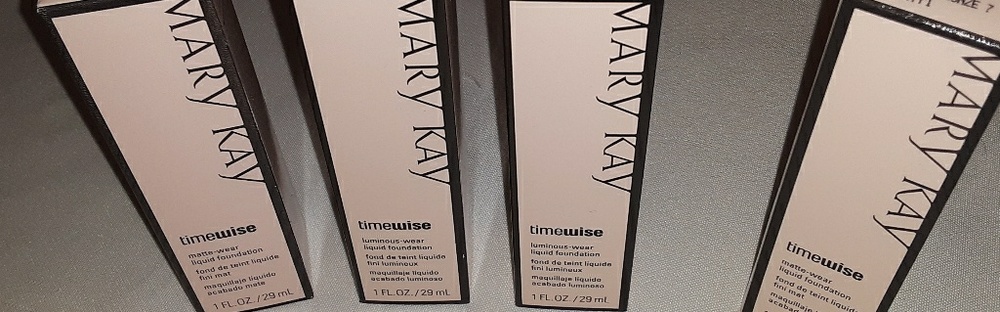 MARY KAY
timewise
matte-wear
liquid foundation
fond de teint liquide
fini mat
maquillaje líquido
acabado mate
1 FL.OZ. / 29 mL
MARY KAY
timewise
luminous-wear
liquid foundation
fond de teint liquide
fini lumineux
maquillaje líquido
acabado luminoso
1 FL.OZ. / 29 mL
MARY KAY
timewise
luminous-wear
liquid foundation
fond de teint liquide
fini lumineux
maquillaje líquido
acabado luminoso
1 FL.OZ. / 29 mL
MARY KAY
timewise
matte-wear
liquid foundation
fond de teint liquide
fini mat
maquillaje líquido